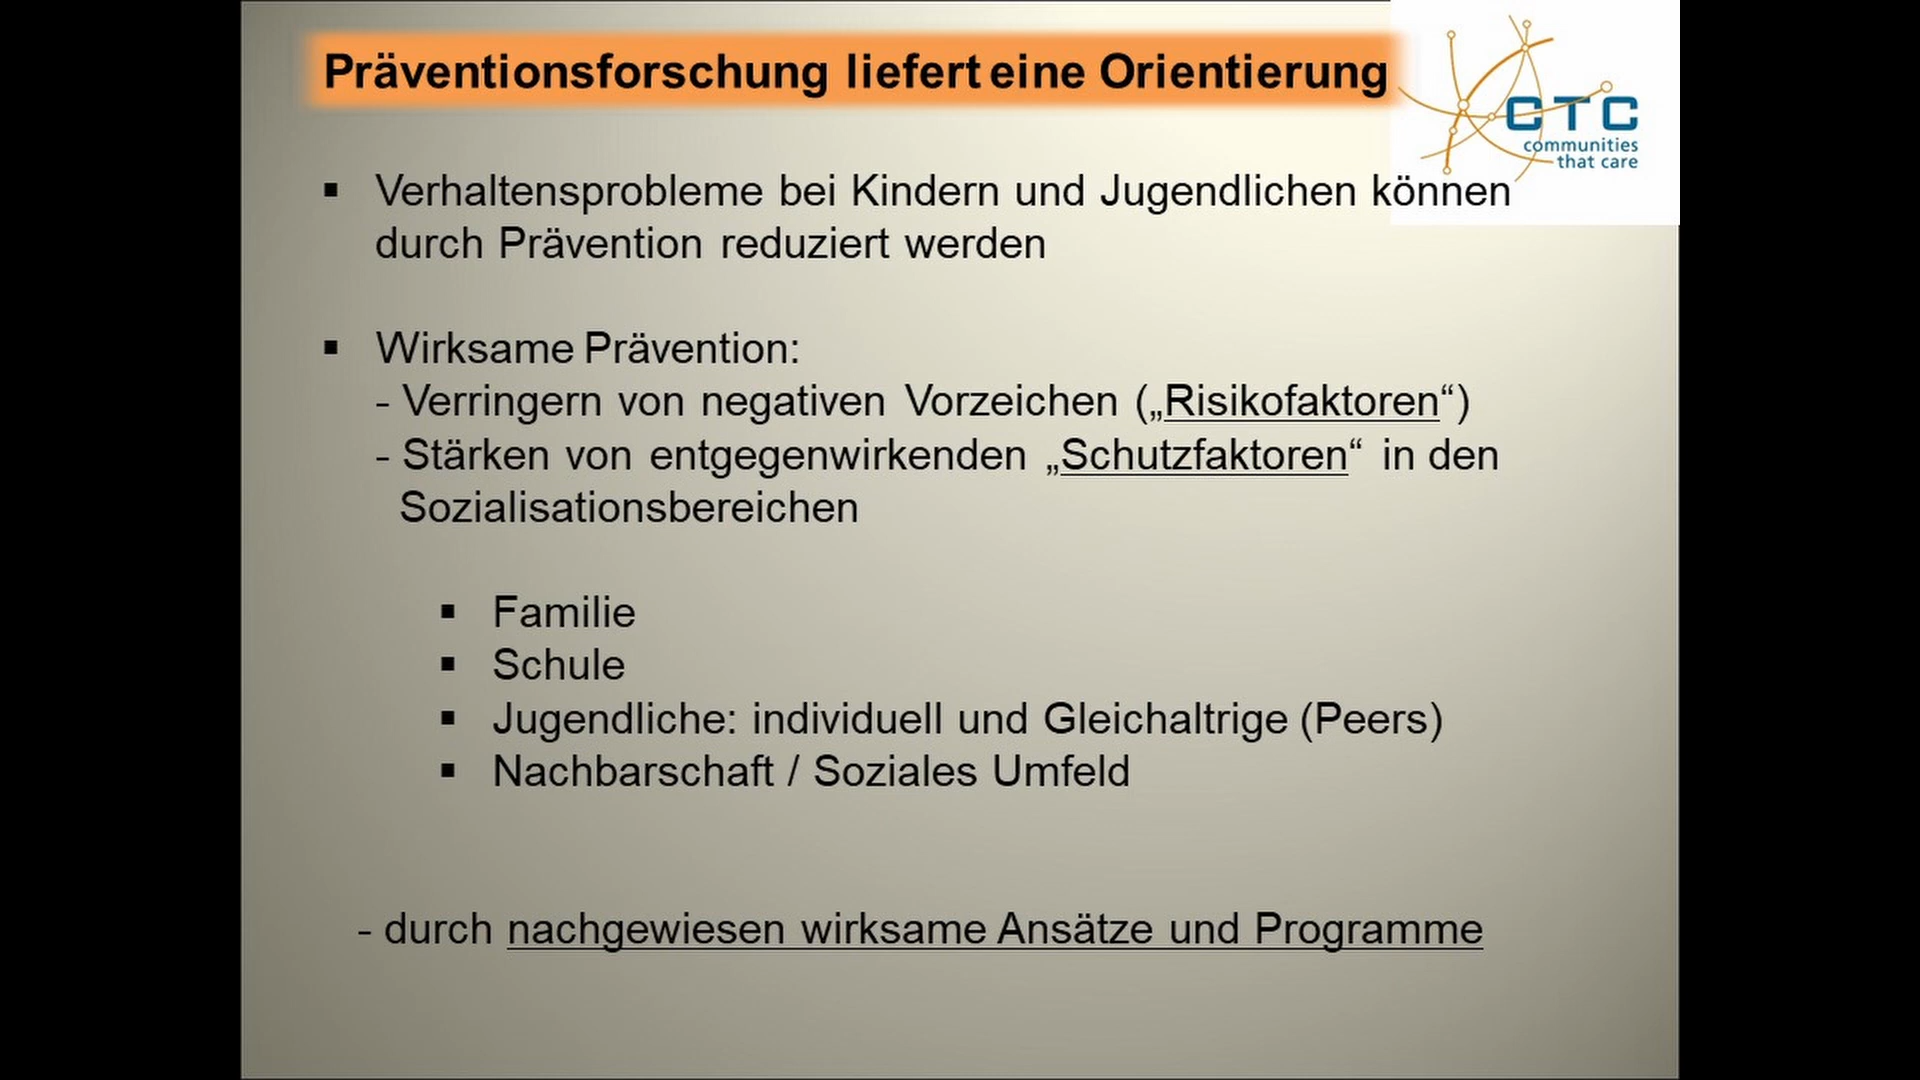 Präventionsforschung liefert eine Orientierung
CTC
communities
that care
▪ Verhaltensprobleme bei Kindern und Jugendlichen können
durch Prävention reduziert werden
▪ Wirksame Prävention:
- Verringern von negativen Vorzeichen („Risikofaktoren“)
- Stärken von entgegenwirkenden „Schutzfaktoren“ in den
Sozialisationsbereichen
▪ Familie
▪ Schule
▪ Jugendliche: individuell und Gleichaltrige (Peers)
▪ Nachbarschaft / Soziales Umfeld
- durch nachgewiesen wirksame Ansätze und Programme